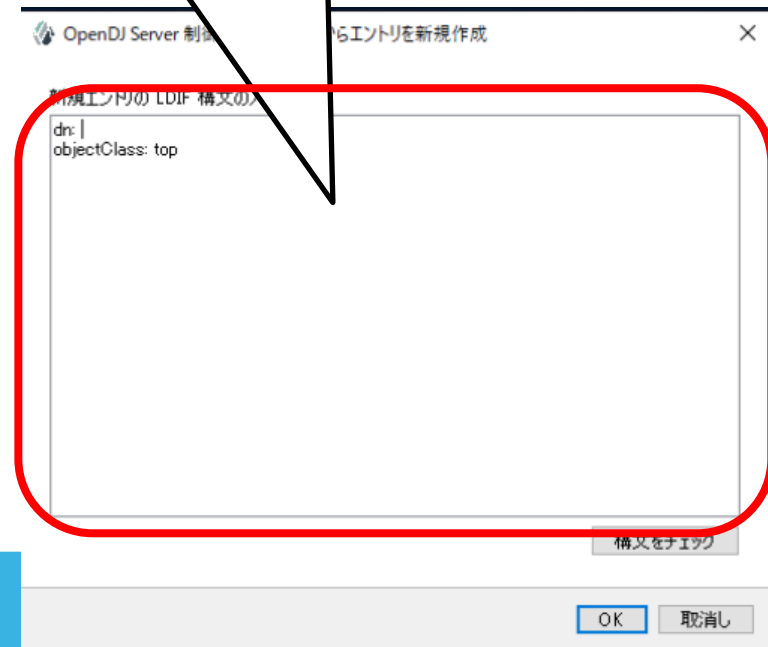 OpenDJ Server 制 らエントリを新規作成
新規エントリの LDIF 構文の
dn:
objectClass: top
構文をチェック
OK 取消し